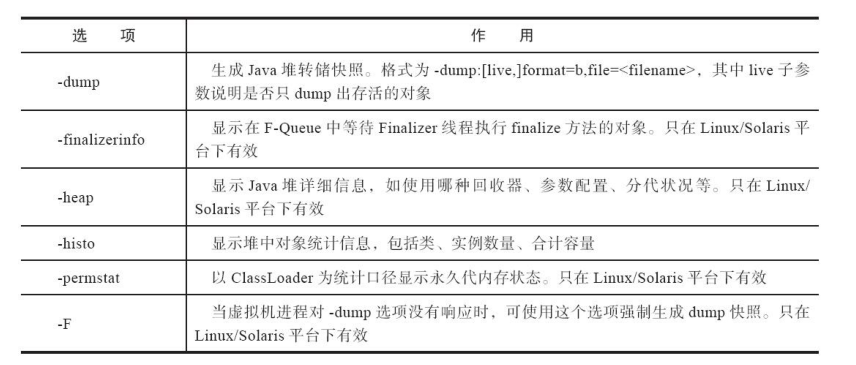 选 项 作 用
-dump
生成 Java 堆转储快照。格式为 -dump:[live,]format=b,file=<filename>，其中 live 子参
数说明是否只 dump 出存活的对象
-finalizerinfo
显示在 F-Queue 中等待 Finalizer 线程执行 finalize 方法的对象。只在 Linux/Solaris 平
台下有效
-heap
显示 Java 堆详细信息，如使用哪种回收器、参数配置、分代状况等。只在 Linux/
Solaris 平台下有效
-histo
显示堆中对象统计信息，包括类、实例数量、合计容量
-permstat
以 ClassLoader 为统计口径显示永久代内存状态。只在 Linux/Solaris 平台下有效
-F
当虚拟机进程对 -dump 选项没有响应时，可使用这个选项强制生成 dump 快照。只在
Linux/Solaris 平台下有效